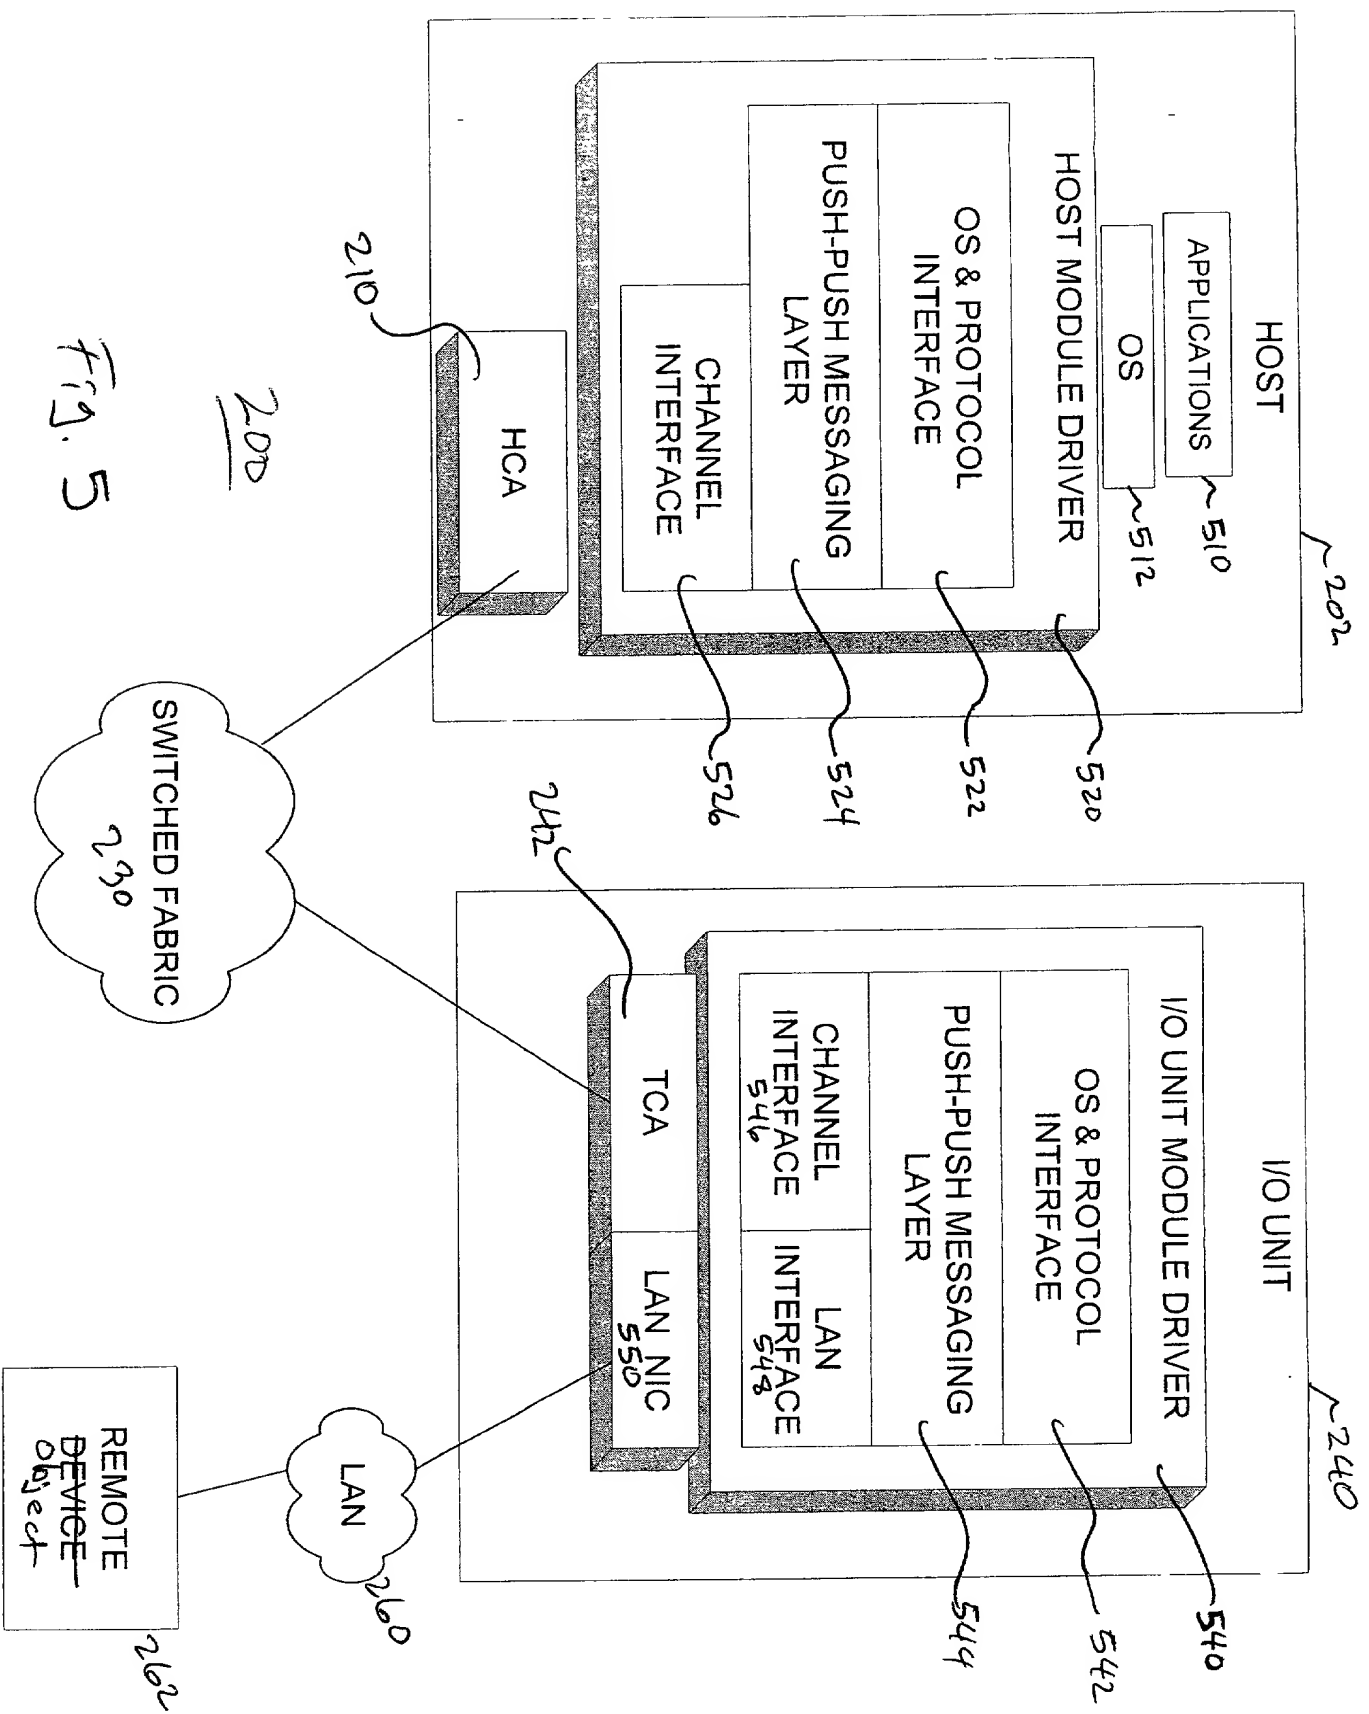 HOST
~202
APPLICATIONS
~510
OS
~512
HOST MODULE DRIVER
520
OS & PROTOCOL
INTERFACE
522
PUSH-PUSH MESSAGING
LAYER
524
CHANNEL
INTERFACE
526
210
HCA
I/O UNIT
~240
I/O UNIT MODULE DRIVER
540
OS & PROTOCOL
INTERFACE
542
PUSH-PUSH MESSAGING
LAYER
544
CHANNEL
INTERFACE
546
LAN
INTERFACE
548
242
TCA
LAN NIC
550
SWITCHED FABRIC
230
LAN
260
REMOTE
DEVICE
Object
262
200
Fig. 5